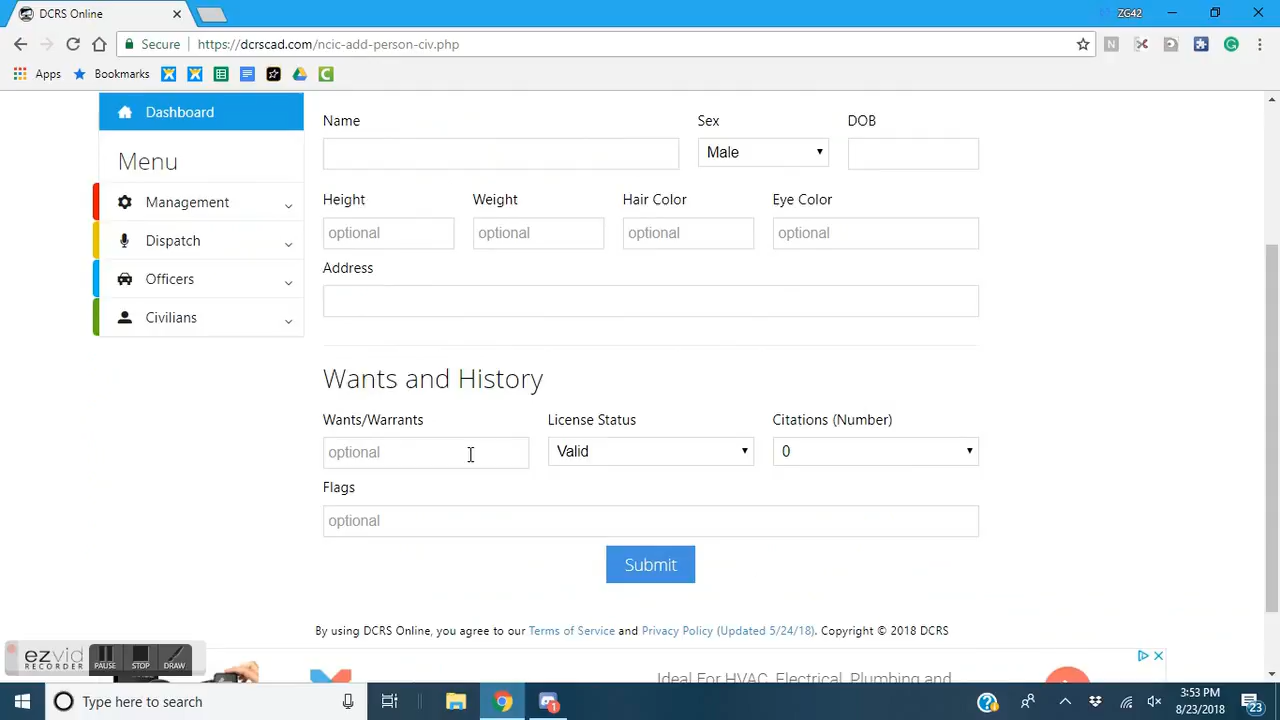 DCRS Online
ZG42
Secure https://dcrscad.com/ncic-add-person-civ.php
Apps Bookmarks
Dashboard
Menu
Management
Dispatch
Officers
Civilians
Name Sex DOB
Male
Height Weight Hair Color Eye Color
optional optional optional optional
Address
Wants and History
Wants/Warrants License Status Citations (Number)
optional Valid 0
Flags
optional
Submit
By using DCRS Online, you agree to our Terms of Service and Privacy Policy (Updated 5/24/18). Copyright © 2018 DCRS
ezvid RECORDER PAUSE STOP DRAW
Ideal For HVAC, Electrical, Plumbing and
Type here to search
3:53 PM
8/23/2018
23